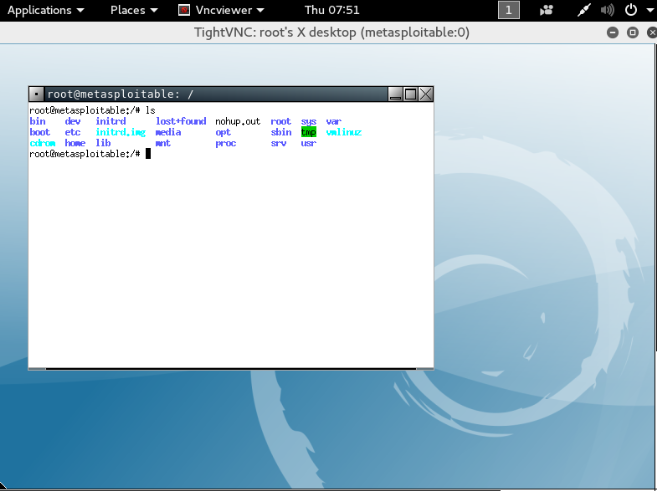 Applications Places Vncviewer Thu 07:51 1
TightVNC: root's X desktop (metasploitable:0)
root@metasploitable: /
root@metasploitable:/# ls
bin dev initrd lost+found nohup.out root sys var
boot etc initrd.img media opt sbin tmp vmlinuz
cdrom home lib mnt proc srv usr
root@metasploitable:/#